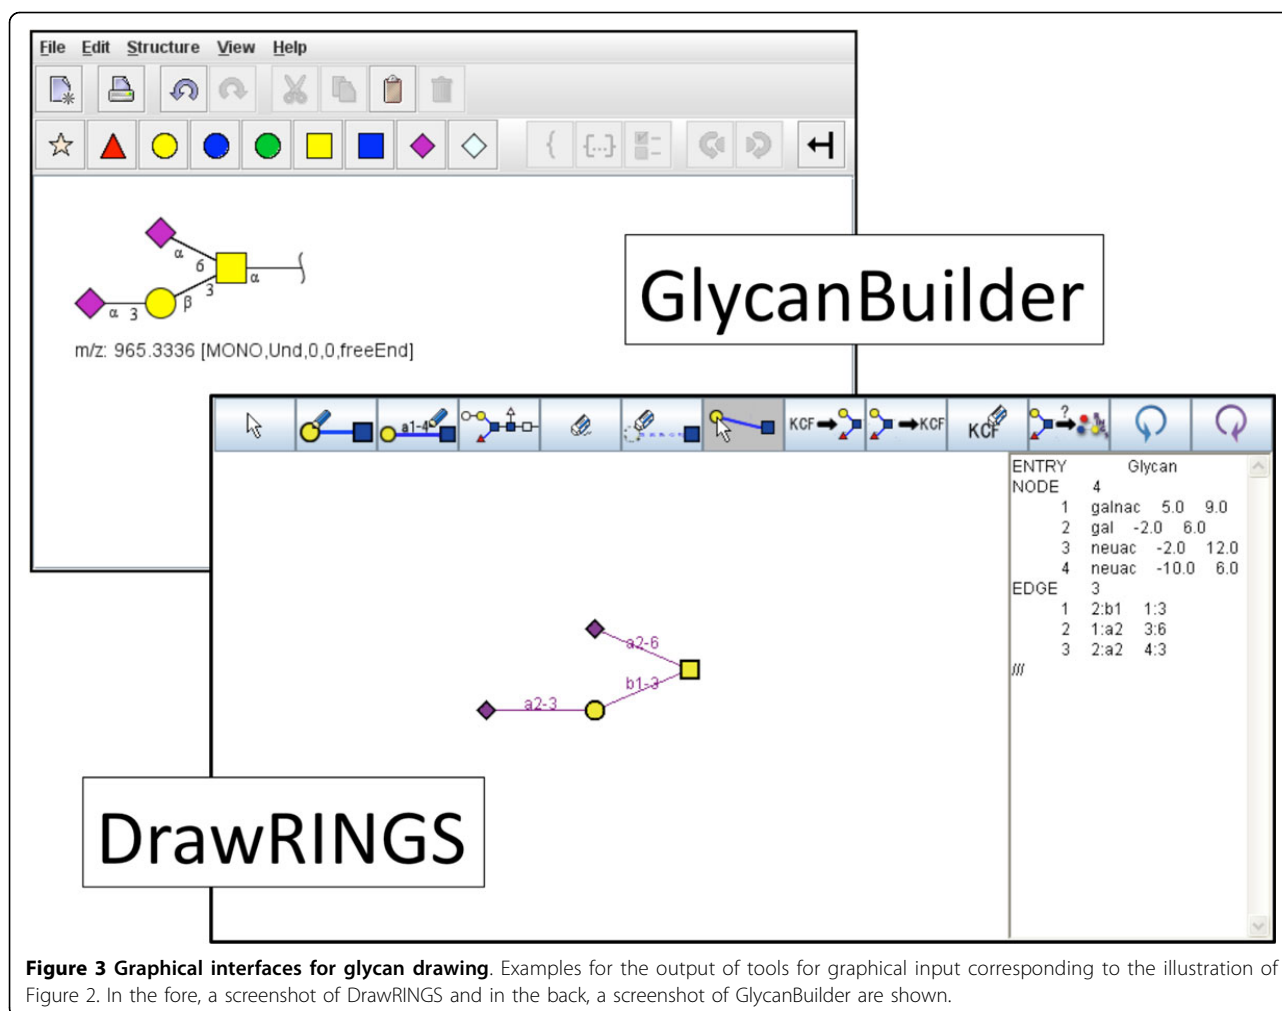 File Edit Structure View Help
α
6
3
α
α 3
β
m/z: 965.3336 [MONO,Und,0,0,freeEnd]
GlycanBuilder
a1-4
KCF
KCF
KCF
?
ENTRY Glycan
NODE 4
1 galnac 5.0 9.0
2 gal -2.0 6.0
3 neuac -2.0 12.0
4 neuac -10.0 6.0
EDGE 3
1 2:b1 1:3
2 1:a2 3:6
3 2:a2 4:3
///
a2-6
b1-3
a2-3
DrawRINGS
Figure 3 Graphical interfaces for glycan drawing. Examples for the output of tools for graphical input corresponding to the illustration of
Figure 2. In the fore, a screenshot of DrawRINGS and in the back, a screenshot of GlycanBuilder are shown.